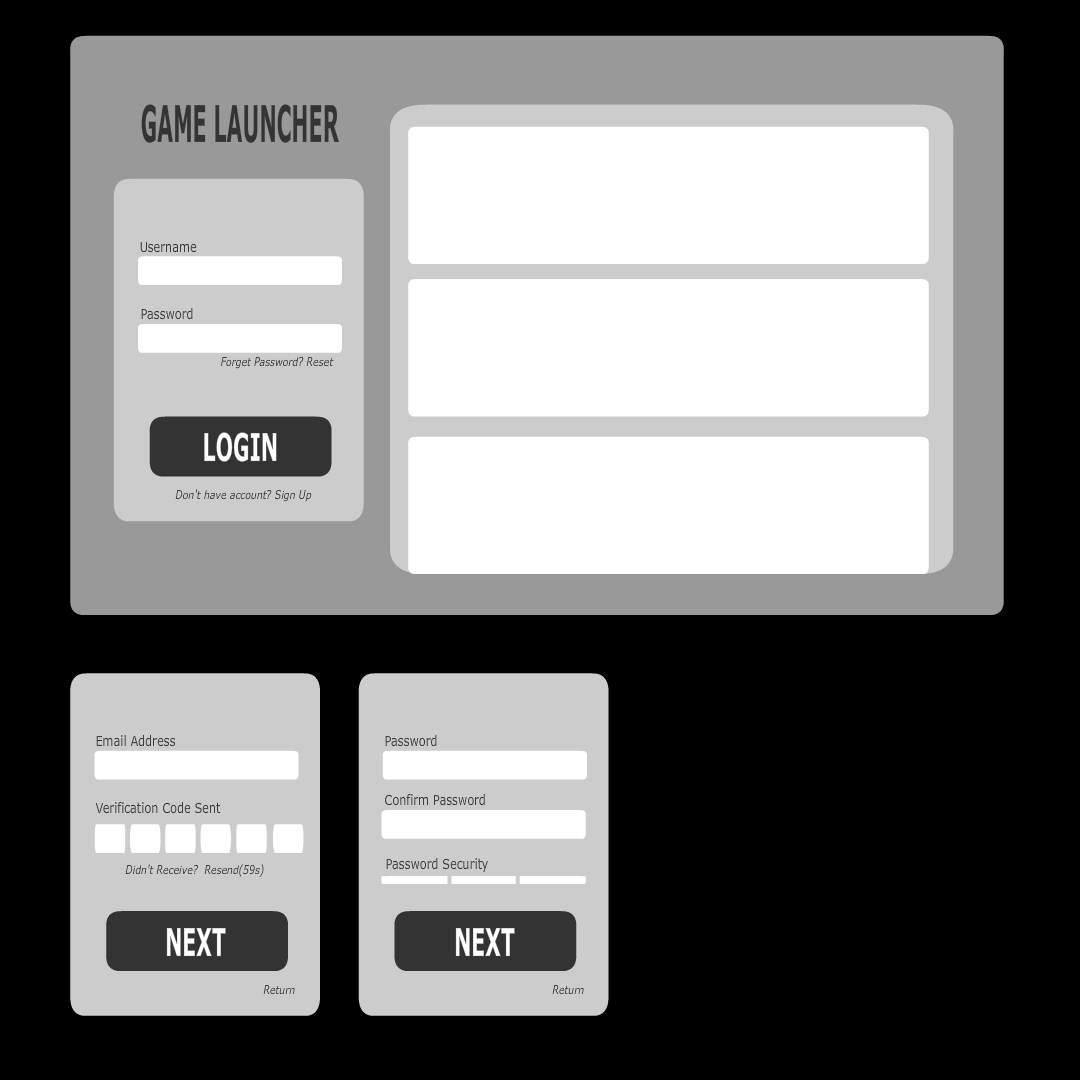 GAME LAUNCHER
Username
Password
Forget Password? Reset
LOGIN
Don't have account? Sign Up
Email Address
Verification Code Sent
Didn't Receive? Resend(59s)
NEXT
Return
Password
Confirm Password
Password Security
NEXT
Return